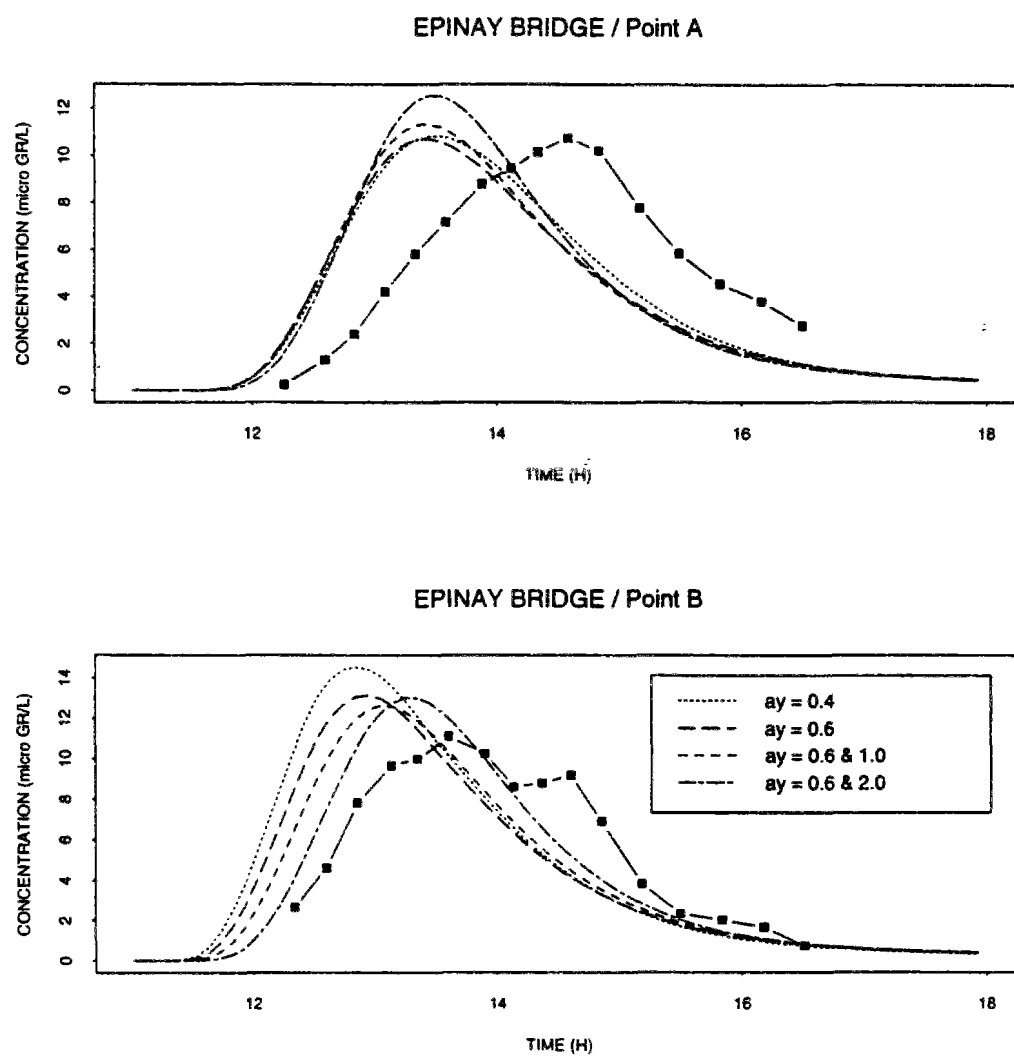 EPINAY BRIDGE / Point A
CONCENTRATION (micro GR/L)
12
10
8
6
4
2
0
12 14 16 18
TIME (H)
EPINAY BRIDGE / Point B
CONCENTRATION (micro GR/L)
14
12
10
8
6
4
2
0
ay = 0.4
ay = 0.6
ay = 0.6 & 1.0
ay = 0.6 & 2.0
12 14 16 18
TIME (H)